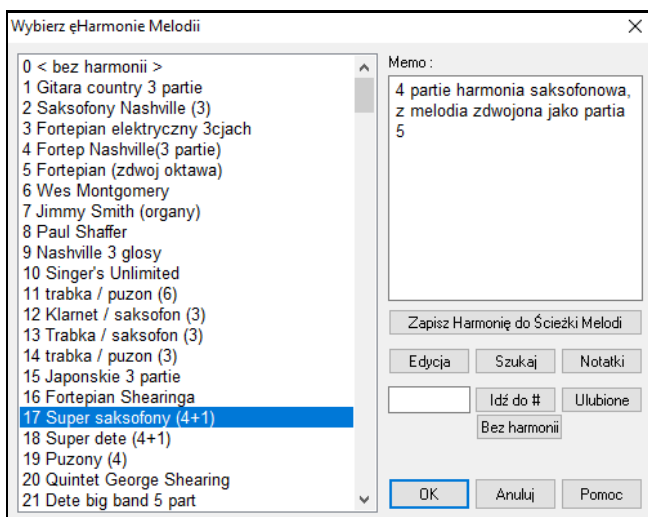 Wybierz ęHarmonie Melodii
0 < bez harmonii >
1 Gitara country 3 partie
2 Saksofony Nashville (3)
3 Fortepian elektryczny 3cjach
4 Fortep Nashville(3 partie)
5 Fortepian (zdwoj oktawa)
6 Wes Montgomery
7 Jimmy Smith (organy)
8 Paul Shaffer
9 Nashville 3 glosy
10 Singer's Unlimited
11 trabka / puzon (6)
12 Klarnet / saksofon (3)
13 Trabka / saksofon (3)
14 trabka / puzon (3)
15 Japonskie 3 partie
16 Fortepian Shearinga
17 Super saksofony (4+1)
18 Super dete (4+1)
19 Puzony (4)
20 Quintet George Shearing
21 Dete big band 5 part
Memo :
4 partie harmonia saksofonowa,
z melodia zdwojona jako partia
5
Zapisz Harmonię do Ścieżki Melodi
Edycja Szukaj Notatki
Idź do # Ulubione
Bez harmonii
OK Anuluj Pomoc